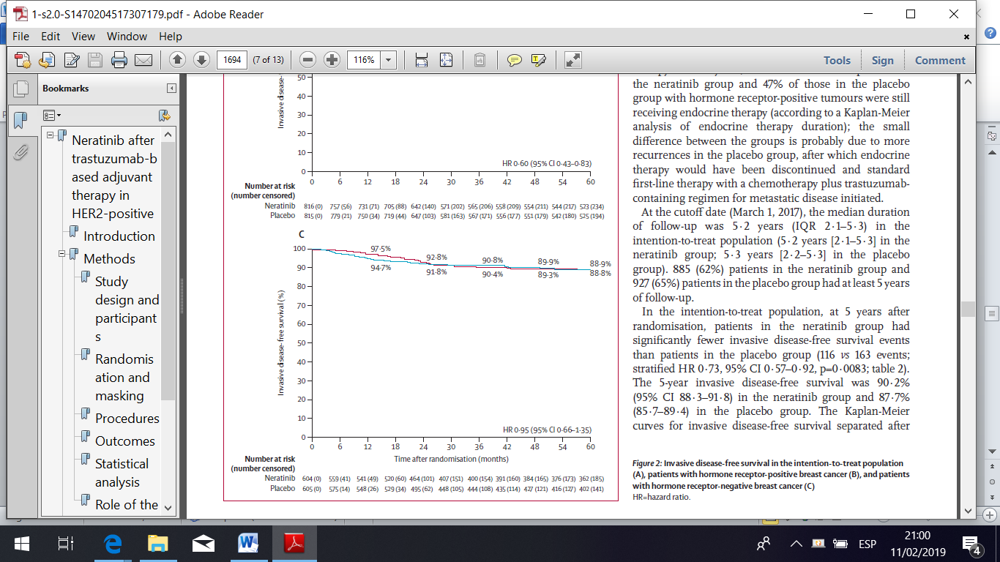 1-s2.0-S1470204517307179.pdf - Adobe Reader
File Edit View Window Help
1694 (7 of 13) 116% Tools Sign Comment
Bookmarks
Neratinib after
trastuzumab-b
ased adjuvant
therapy in
HER2-positive
Introduction
Methods
Study
design and
participant
s
Randomis
ation and
masking
Procedures
Outcomes
Statistical
analysis
Role of the
Invasive disease-
50
40
30
20
10
0
HR 0·60 (95% CI 0·43–0·83)
0 6 12 18 24 30 36 42 48 54 60
Number at risk
(number censored)
Neratinib 816 (0) 757 (56) 731 (71) 705 (88) 642 (140) 571 (202) 565 (206) 558 (209) 554 (211) 544 (217) 523 (234)
Placebo 815 (0) 779 (21) 750 (34) 719 (44) 647 (103) 581 (163) 567 (171) 556 (177) 551 (179) 542 (180) 525 (194)
C
Invasive disease-free survival (%)
100
90
80
70
60
50
40
30
20
10
0
97·5% 92·8% 90·8% 89·9% 88·9%
94·7% 91·8% 90·4% 89·3% 88·8%
HR 0·95 (95% CI 0·66–1·35)
0 6 12 18 24 30 36 42 48 54 60
Time after randomisation (months)
Number at risk
(number censored)
Neratinib 604 (0) 559 (41) 541 (49) 520 (60) 464 (101) 407 (151) 400 (154) 391 (160) 384 (165) 376 (173) 362 (185)
Placebo 605 (0) 575 (14) 548 (26) 529 (34) 495 (62) 448 (105) 444 (108) 435 (114) 427 (121) 416 (127) 402 (141)
the neratinib group and 47% of those in the placebo
group with hormone receptor-positive tumours were still
receiving endocrine therapy (according to a Kaplan-Meier
analysis of endocrine therapy duration); the small
difference between the groups is probably due to more
recurrences in the placebo group, after which endocrine
therapy would have been discontinued and standard
first-line therapy with a chemotherapy plus trastuzumab-
containing regimen for metastatic disease initiated.
At the cutoff date (March 1, 2017), the median duration
of follow-up was 5·2 years (IQR 2·1–5·3) in the
intention-to-treat population (5·2 years [2·1–5·3] in the
neratinib group; 5·3 years [2·2–5·3] in the placebo
group). 885 (62%) patients in the neratinib group and
927 (65%) patients in the placebo group had at least 5 years
of follow-up.
In the intention-to-treat population, at 5 years after
randomisation, patients in the neratinib group had
significantly fewer invasive disease-free survival events
than patients in the placebo group (116 vs 163 events;
stratified HR 0·73, 95% CI 0·57–0·92, p=0·0083; table 2).
The 5-year invasive disease-free survival was 90·2%
(95% CI 88·3–91·8) in the neratinib group and 87·7%
(85·7–89·4) in the placebo group. The Kaplan-Meier
curves for invasive disease-free survival separated after
Figure 2: Invasive disease-free survival in the intention-to-treat population
(A), patients with hormone receptor-positive breast cancer (B), and patients
with hormone receptor-negative breast cancer (C)
HR=hazard ratio.
ESP
21:00
11/02/2019
4